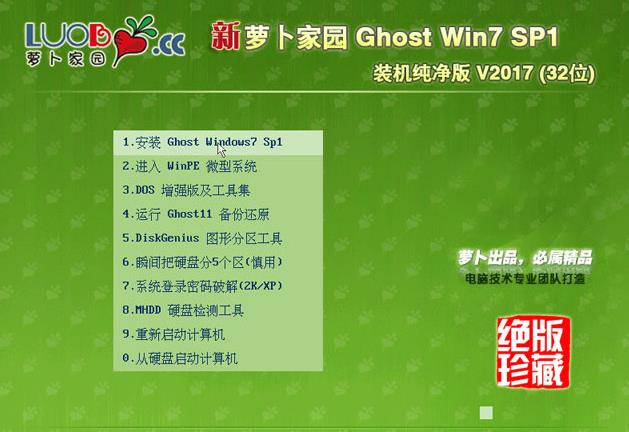 LUOB.cc
萝卜家园
新萝卜家园 Ghost Win7 SP1
装机纯净版 V2017 (32位)
1.安装 Ghost Windows7 Sp1
2.进入 WinPE 微型系统
3.DOS 增强版及工具集
4.运行 Ghost11 备份还原
5.DiskGenius 图形分区工具
6.瞬间把硬盘分5个区(慎用)
7.系统登录密码破解(2K/XP)
8.MHDD 硬盘检测工具
9.重新启动计算机
0.从硬盘启动计算机
萝卜出品，必属精品
电脑技术专业团队打造
绝版
珍藏